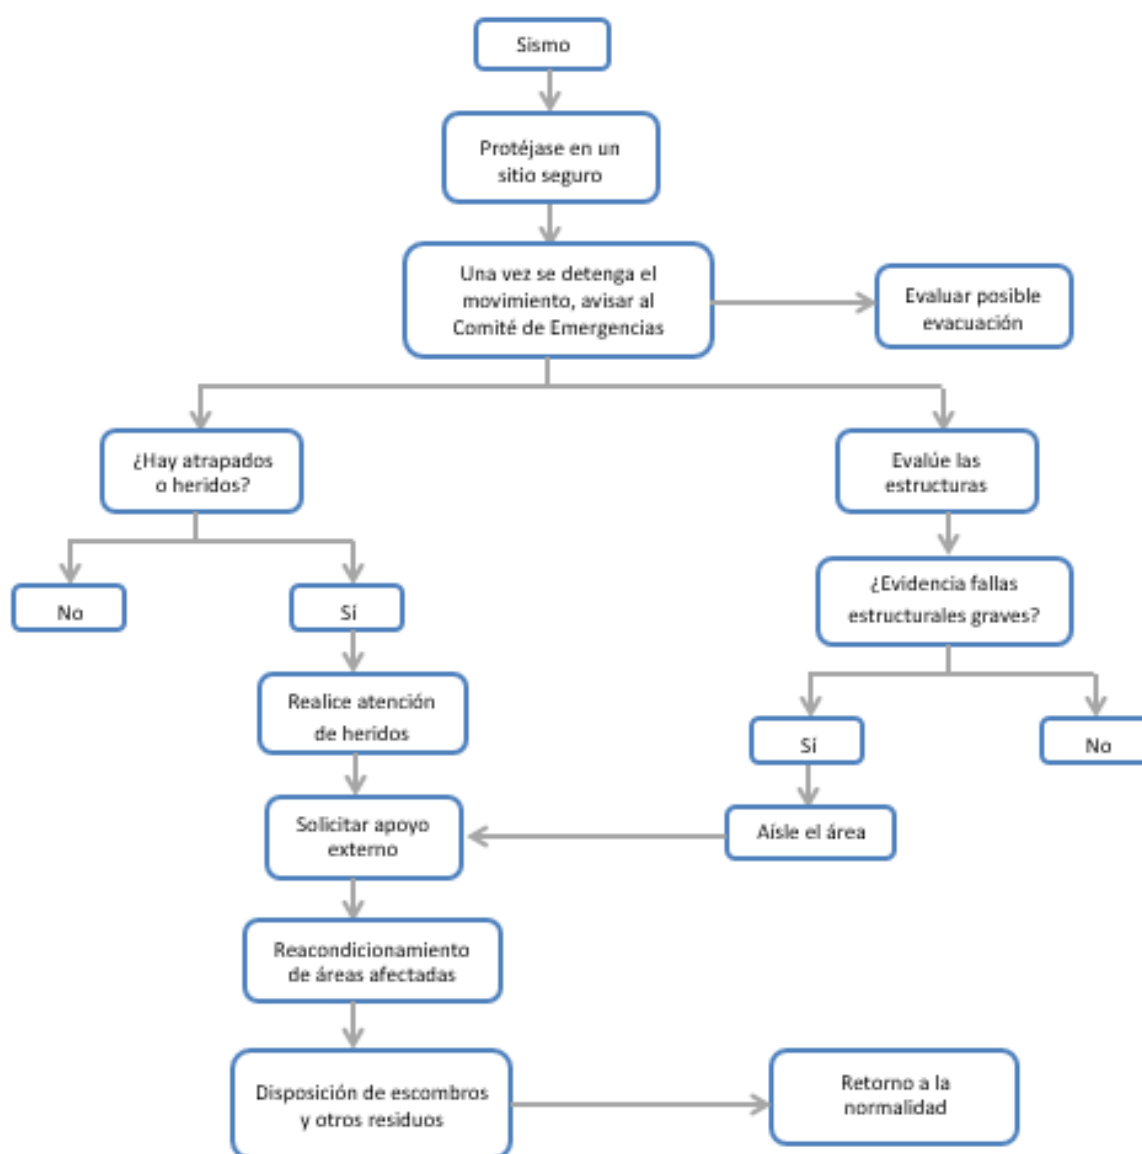 Sismo
Protéjase en un
sitio seguro
Una vez se detenga el
movimiento, avisar al
Comité de Emergencias
Evaluar posible
evacuación
¿Hay atrapados
o heridos?
Evalúe las
estructuras
No
Sí
¿Evidencia fallas
estructurales graves?
Realice atención
de heridos
Sí
No
Solicitar apoyo
externo
Aísle el área
Reacondicionamiento
de áreas afectadas
Disposición de escombros
y otros residuos
Retorno a la
normalidad